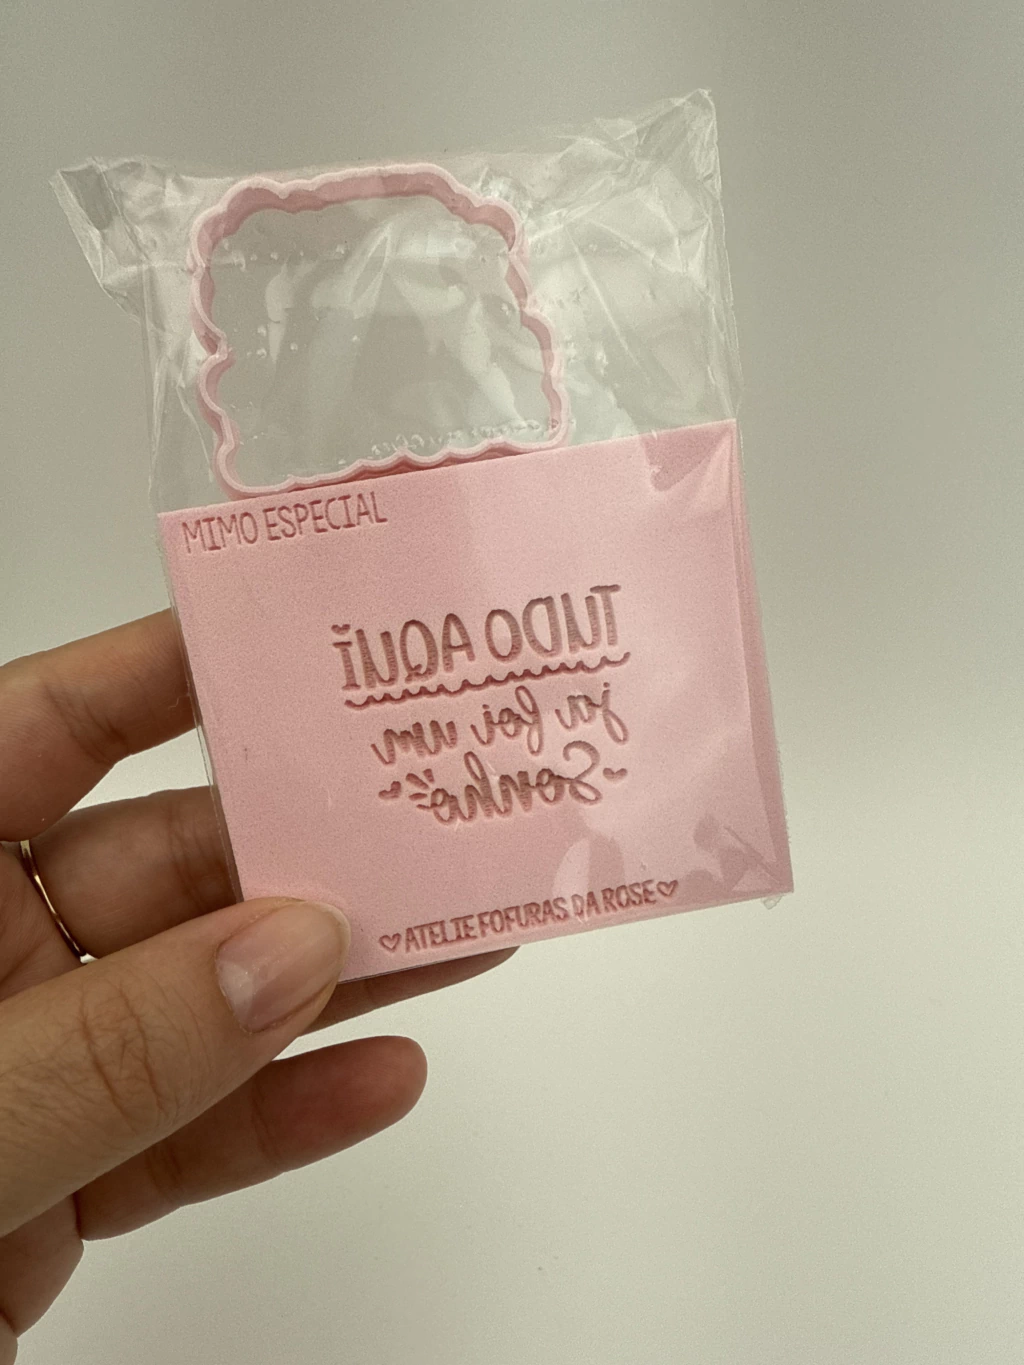 MIMO ESPECIAL
TUDO AQUI
já foi um
Sonho
♡ATELIE FOFURAS DA ROSE♡